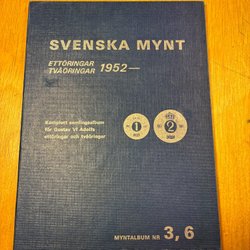 SVENSKA MYNT
ETTÖRINGAR
TVÅÖRINGAR 1952—
Komplett samlingsalbum
för Gustav VI Adolfs
ettöringar och tvåöringar
1
2
MYNTALBUM NR 3, 6